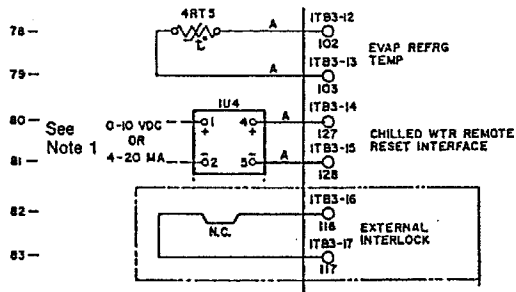 4RT5
78-
A
1TB3-12
102
EVAP REFRG
TEMP
79-
A
1TB3-13
103
1U4
80-
See
Note 1
0-10 VDC
OR
4-20 MA
1
+
4
+
A
1TB3-14
127
CHILLED WTR REMOTE
RESET INTERFACE
81-
2
-
5
-
A
1TB3-15
128
82-
N.C.
1TB3-16
116
EXTERNAL
INTERLOCK
83-
1TB3-17
117